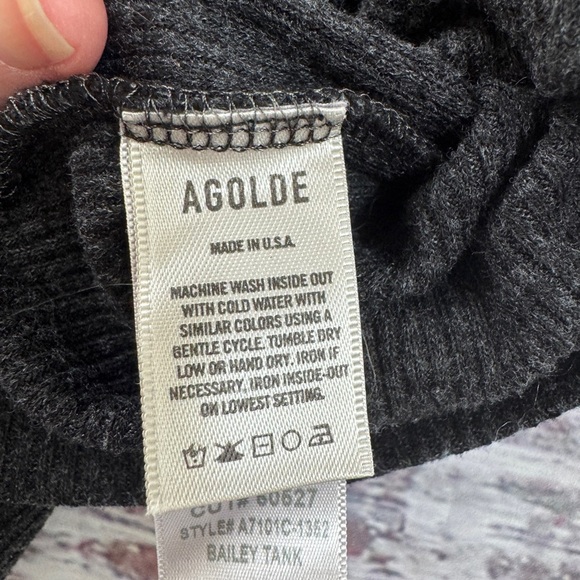 AGOLDE
MADE IN U.S.A.
MACHINE WASH INSIDE OUT
WITH COLD WATER WITH
SIMILAR COLORS USING A
GENTLE CYCLE. TUMBLE DRY
LOW OR HAND DRY. IRON IF
NECESSARY. IRON INSIDE-OUT
ON LOWEST SETTING.
CUT# 60527
STYLE# A7101C-1352
BAILEY TANK